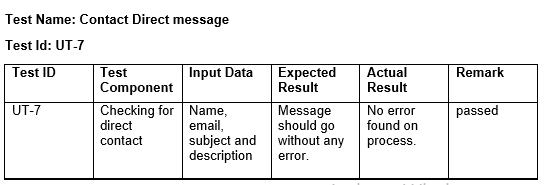 Test Name: Contact Direct message
Test Id: UT-7
Test ID Test Component Input Data Expected Result Actual Result Remark
UT-7 Checking for direct contact Name, email, subject and description Message should go without any error. No error found on process. passed